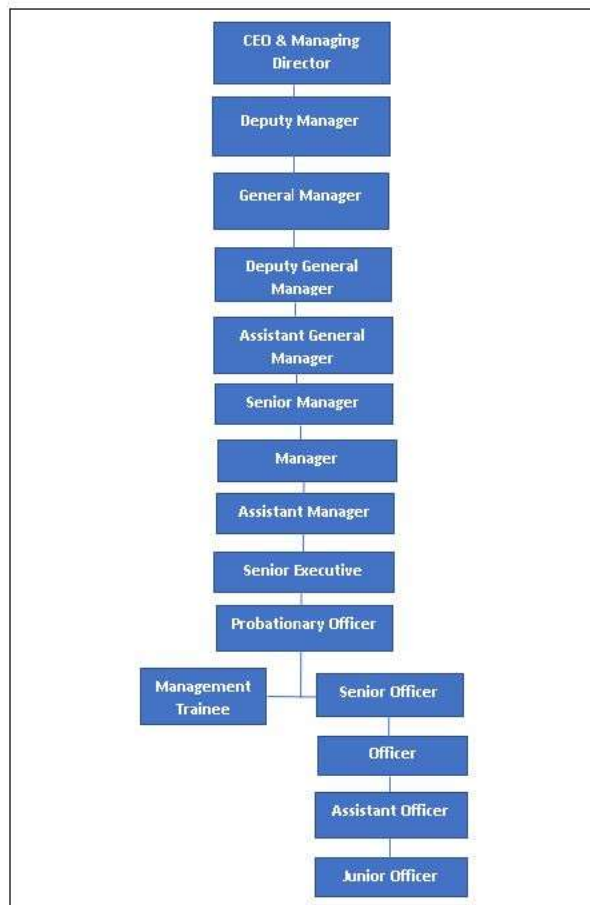 CEO & Managing
Director
Deputy Manager
General Manager
Deputy General
Manager
Assistant General
Manager
Senior Manager
Manager
Assistant Manager
Senior Executive
Probationary Officer
Management
Trainee
Senior Officer
Officer
Assistant Officer
Junior Officer